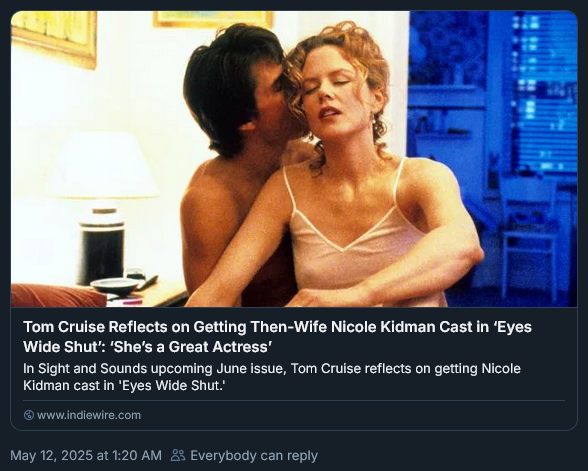 Tom Cruise Reflects on Getting Then-Wife Nicole Kidman Cast in ‘Eyes
Wide Shut’: ‘She’s a Great Actress’
In Sight and Sounds upcoming June issue, Tom Cruise reflects on getting Nicole
Kidman cast in 'Eyes Wide Shut.'
www.indiewire.com
May 12, 2025 at 1:20 AM Everybody can reply